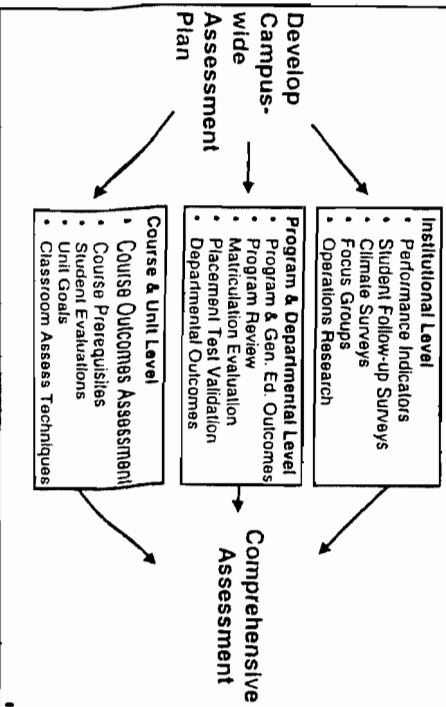 Develop
Campus-
wide
Assessment
Plan
Institutional Level
• Performance Indicators
• Student Follow-up Surveys
• Climate Surveys
• Focus Groups
• Operations Research
Program & Departmental Level
• Program & Gen. Ed. Outcomes
• Program Review
• Matriculation Evaluation
• Placement Test Validation
• Departmental Outcomes
Course & Unit Level
• Course Outcomes Assessment
• Course Prerequisites
• Student Evaluations
• Unit Goals
• Classroom Assess Techniques
Comprehensive
Assessment